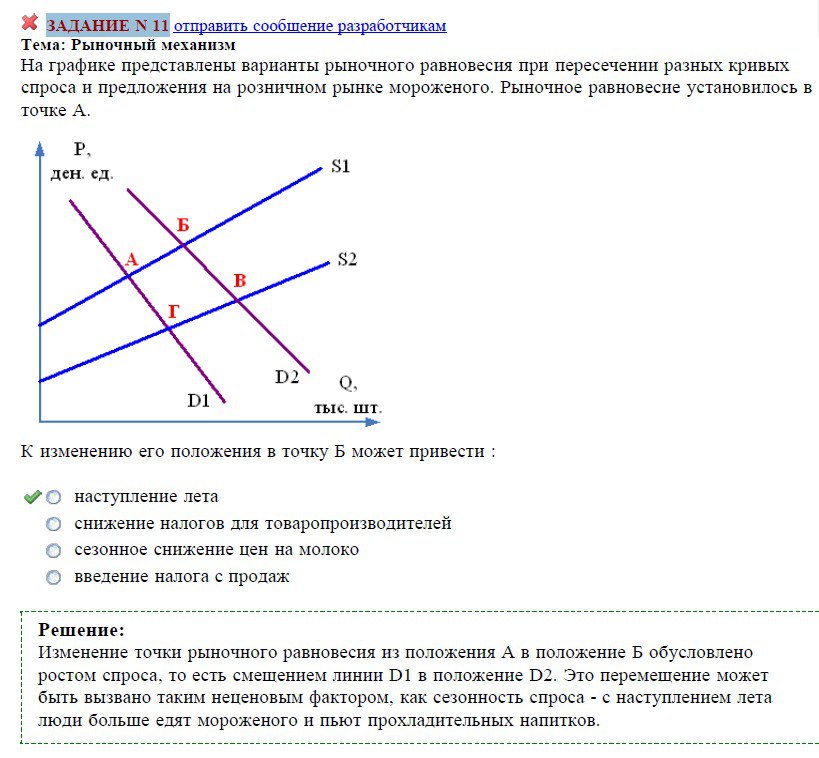 ЗАДАНИЕ N 11 отправить сообщение разработчикам
Тема: Рыночный механизм
На графике представлены варианты рыночного равновесия при пересечении разных кривых
спроса и предложения на розничном рынке мороженого. Рыночное равновесие установилось в
точке А.
P,
ден. ед.
S1
Б
А
S2
В
Г
D2
Q,
D1
тыс. шт.
К изменению его положения в точку Б может привести :
наступление лета
снижение налогов для товаропроизводителей
сезонное снижение цен на молоко
введение налога с продаж
Решение:
Изменение точки рыночного равновесия из положения А в положение Б обусловлено
ростом спроса, то есть смещением линии D1 в положение D2. Это перемещение может
быть вызвано таким неценовым фактором, как сезонность спроса - с наступлением лета
люди больше едят мороженого и пьют прохладительных напитков.